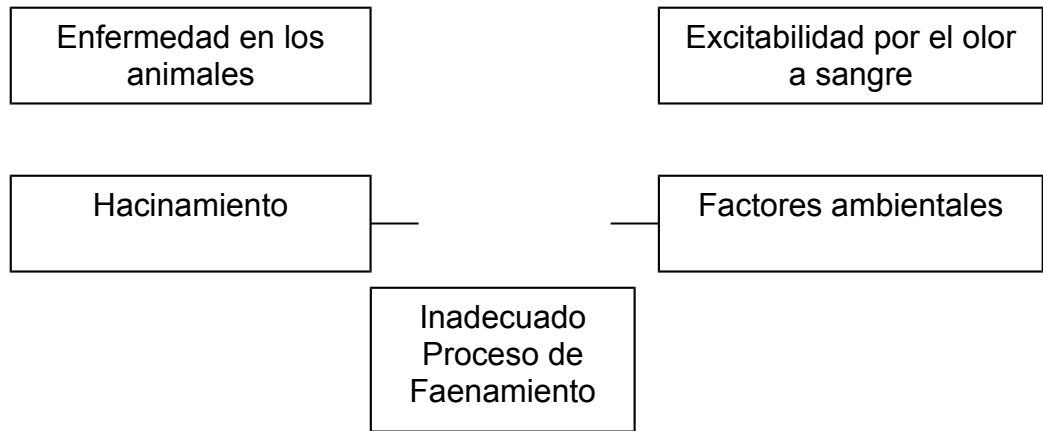 Enfermedad en los
animales
Excitabilidad por el olor
a sangre
Hacinamiento
Factores ambientales
Inadecuado
Proceso de
Faenamiento